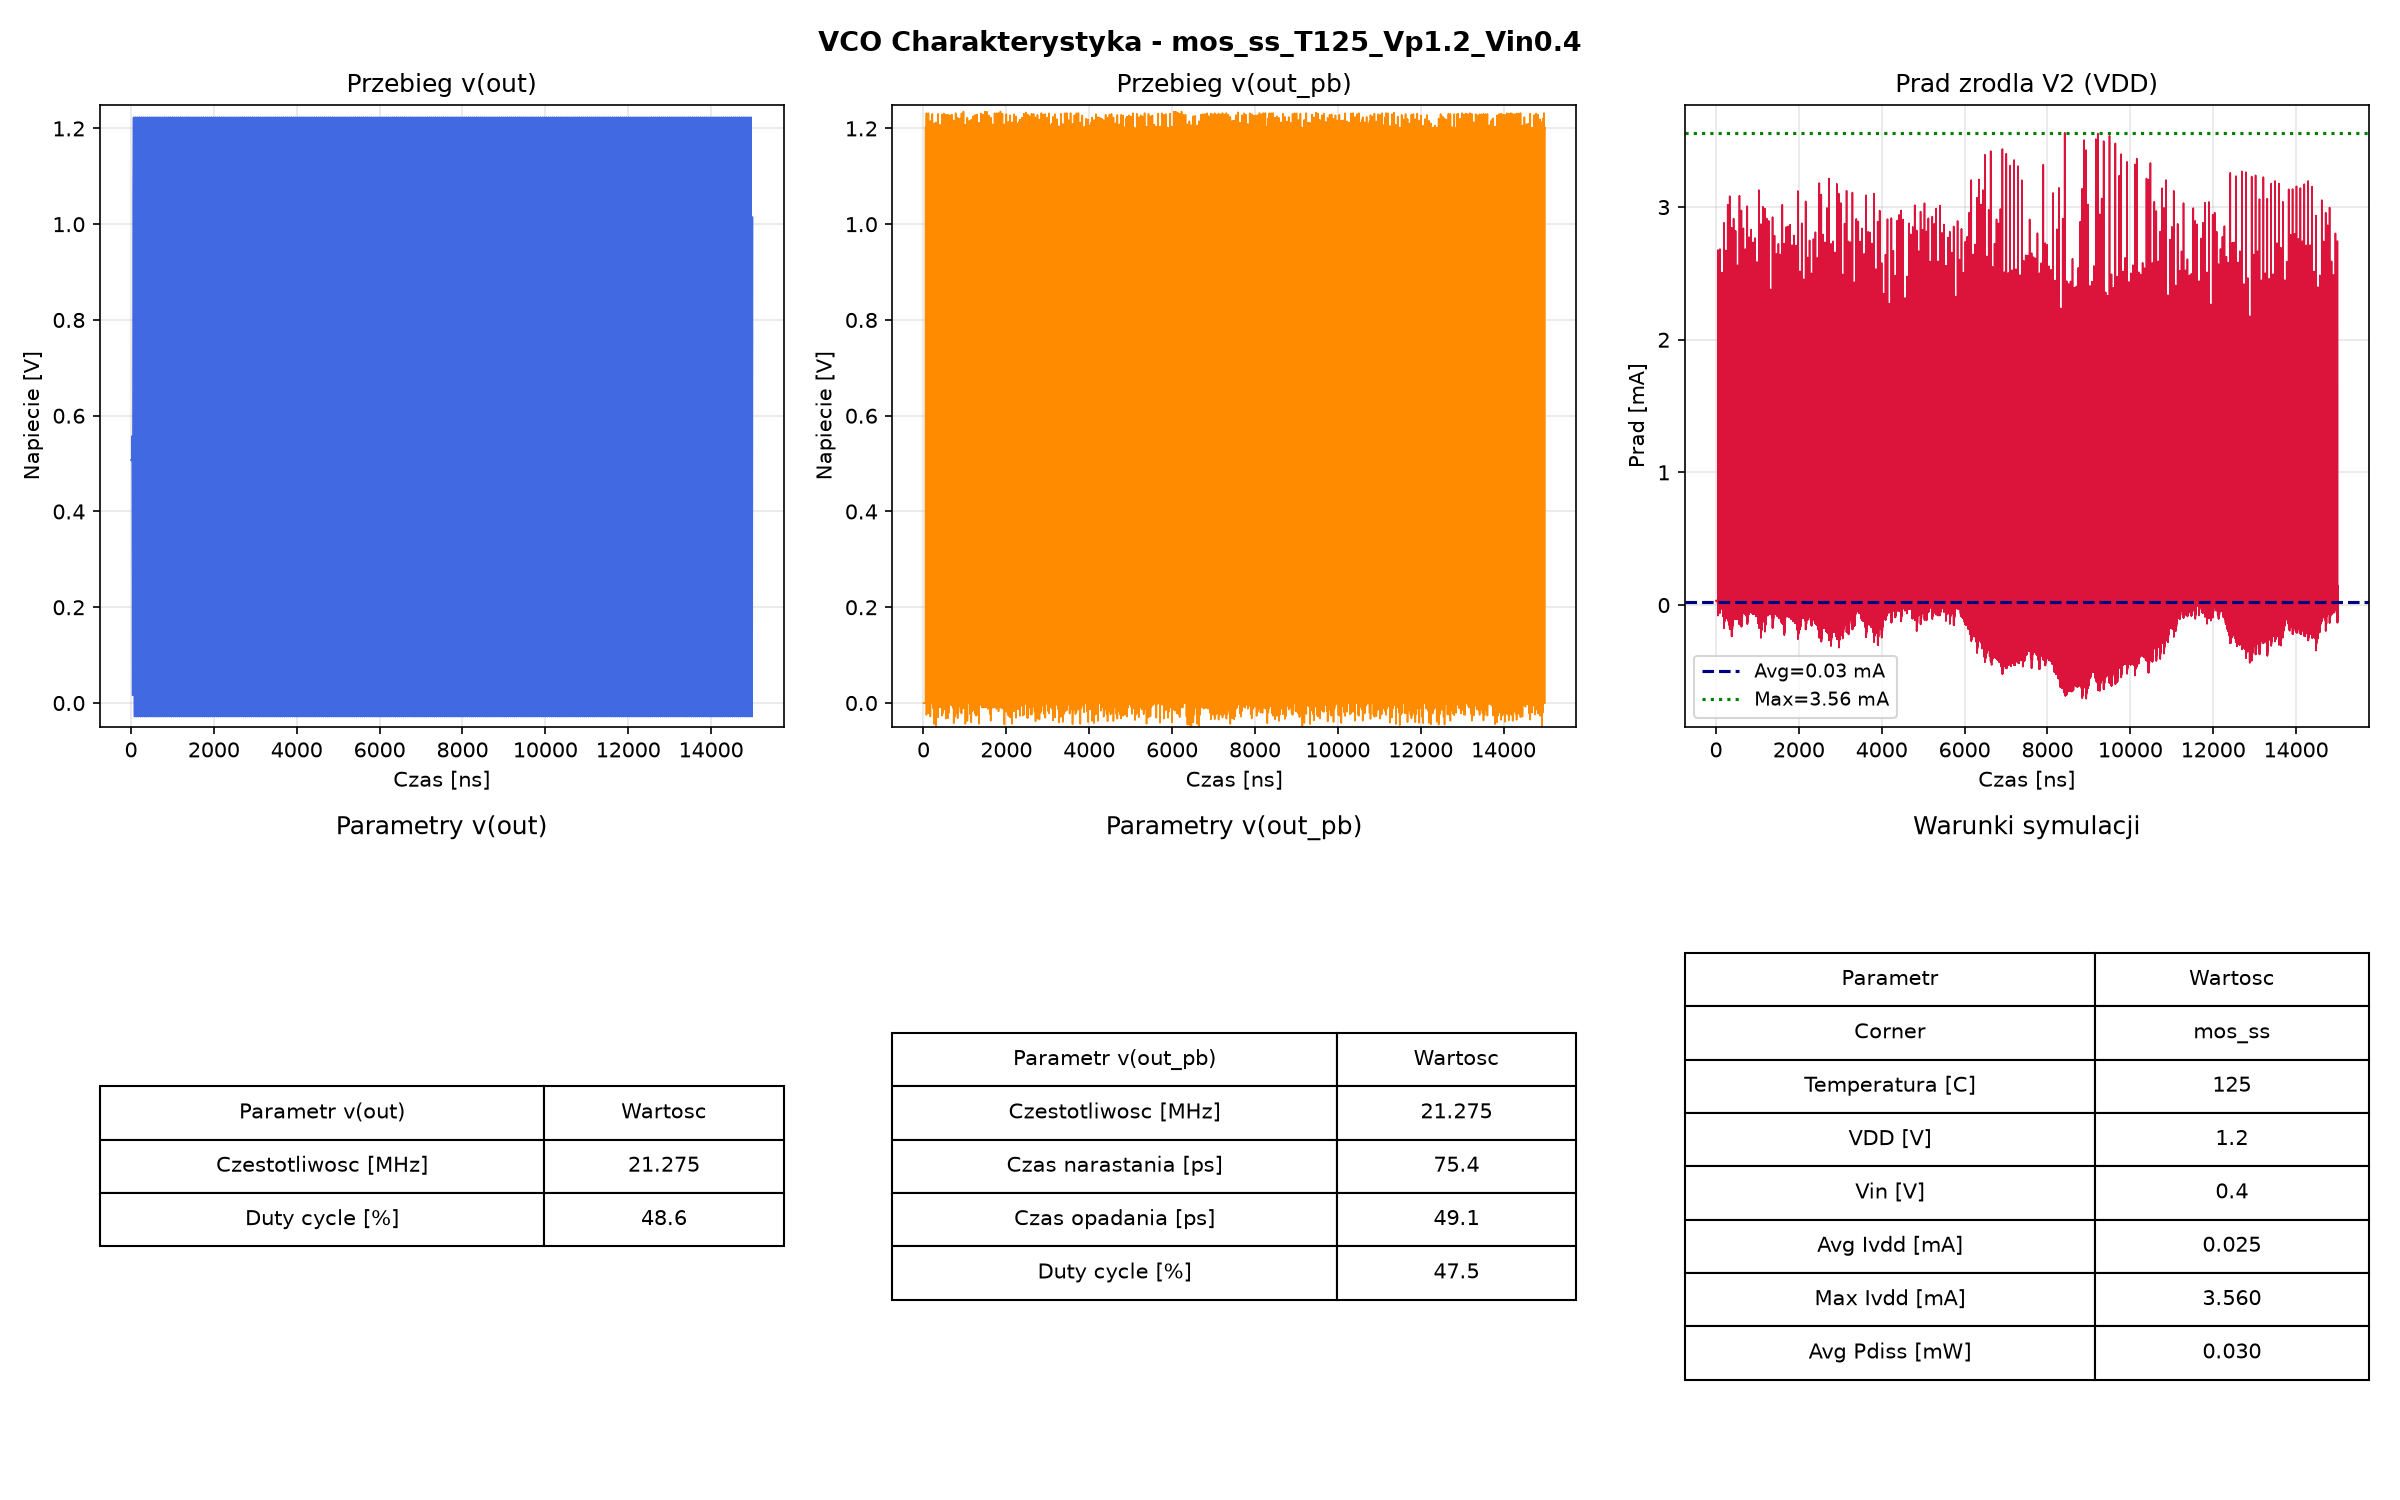 VCO Charakterystyka - mos_ss_T125_Vp1.2_Vin0.4
Przebieg v(out)
Napiecie [V]
1.2
1.0
0.8
0.6
0.4
0.2
0.0
0 2000 4000 6000 8000 10000 12000 14000
Czas [ns]
Przebieg v(out_pb)
Napiecie [V]
1.2
1.0
0.8
0.6
0.4
0.2
0.0
0 2000 4000 6000 8000 10000 12000 14000
Czas [ns]
Prad zrodla V2 (VDD)
Prad [mA]
3
2
1
0
Avg=0.03 mA
Max=3.56 mA
0 2000 4000 6000 8000 10000 12000 14000
Czas [ns]
Parametry v(out)
Parametr v(out) Wartosc
Czestotliwosc [MHz] 21.275
Duty cycle [%] 48.6
Parametry v(out_pb)
Parametr v(out_pb) Wartosc
Czestotliwosc [MHz] 21.275
Czas narastania [ps] 75.4
Czas opadania [ps] 49.1
Duty cycle [%] 47.5
Warunki symulacji
Parametr Wartosc
Corner mos_ss
Temperatura [C] 125
VDD [V] 1.2
Vin [V] 0.4
Avg Ivdd [mA] 0.025
Max Ivdd [mA] 3.560
Avg Pdiss [mW] 0.030